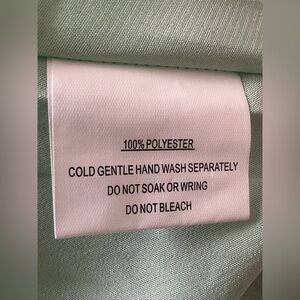 100% POLYESTER
COLD GENTLE HAND WASH SEPARATELY
DO NOT SOAK OR WRING
DO NOT BLEACH